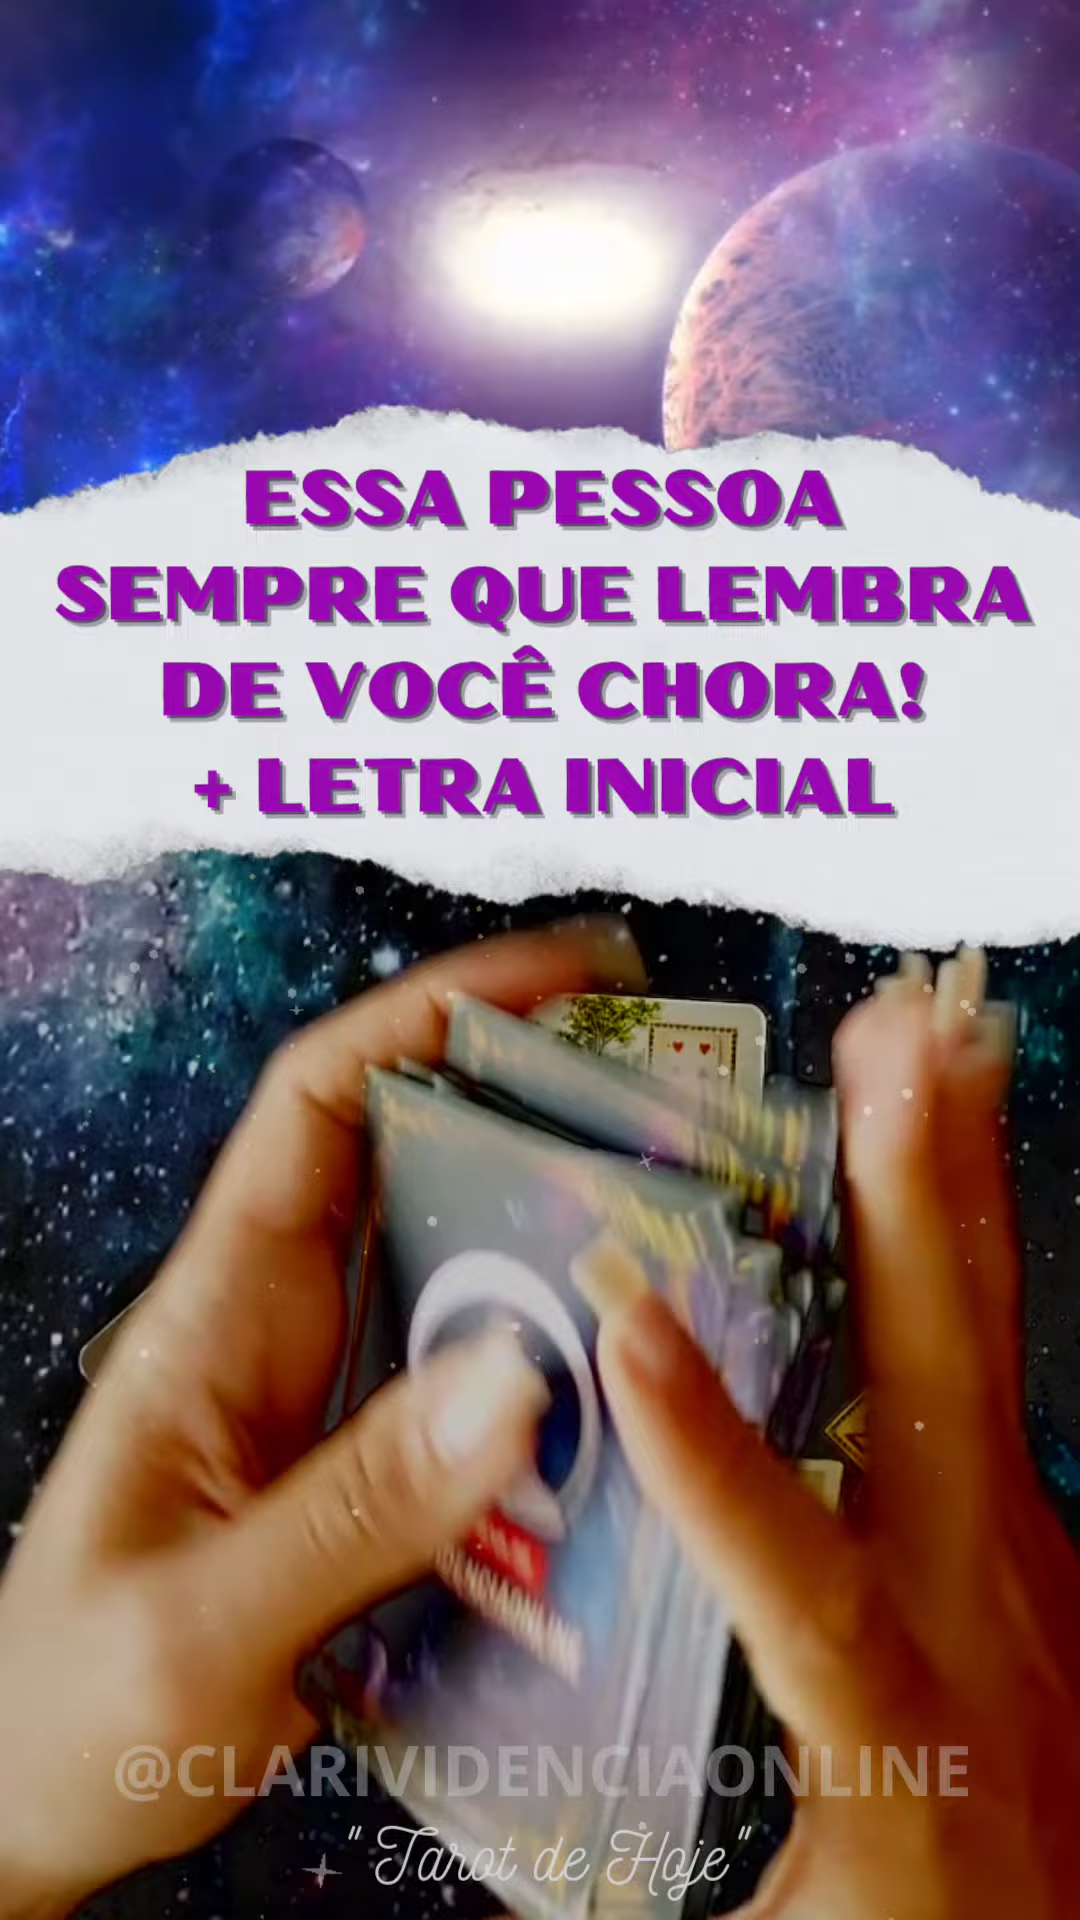 ESSA PESSOA
SEMPRE QUE LEMBRA
DE VOCÊ CHORA!
+ LETRA INICIAL
@CLARIVIDENCIAONLINE
"Tarot de Hoje"